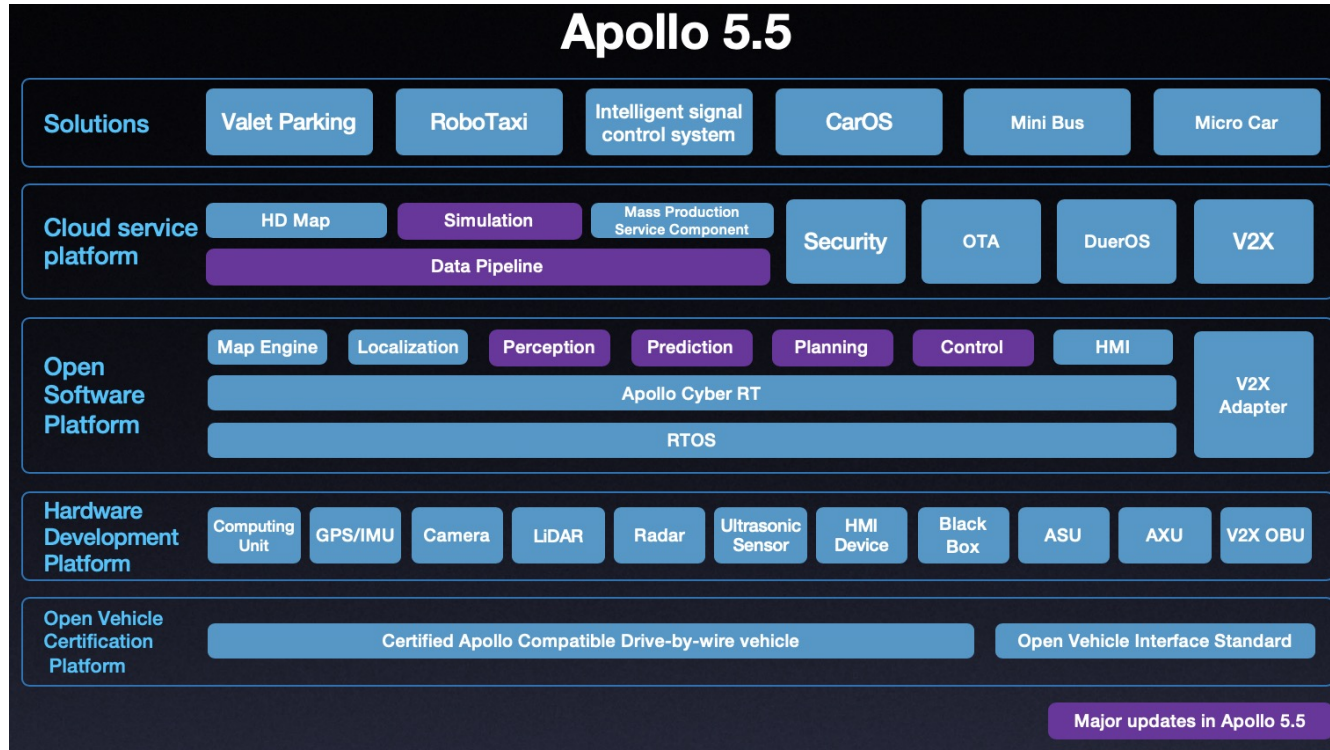 Apollo 5.5
Solutions
Valet Parking
RoboTaxi
Intelligent signal
control system
CarOS
Mini Bus
Micro Car
Cloud service
platform
HD Map
Simulation
Mass Production
Service Component
Data Pipeline
Security
OTA
DuerOS
V2X
Open
Software
Platform
Map Engine
Localization
Perception
Prediction
Planning
Control
HMI
Apollo Cyber RT
RTOS
V2X
Adapter
Hardware
Development
Platform
Computing
Unit
GPS/IMU
Camera
LiDAR
Radar
Ultrasonic
Sensor
HMI
Device
Black
Box
ASU
AXU
V2X OBU
Open Vehicle
Certification
Platform
Certified Apollo Compatible Drive-by-wire vehicle
Open Vehicle Interface Standard
Major updates in Apollo 5.5